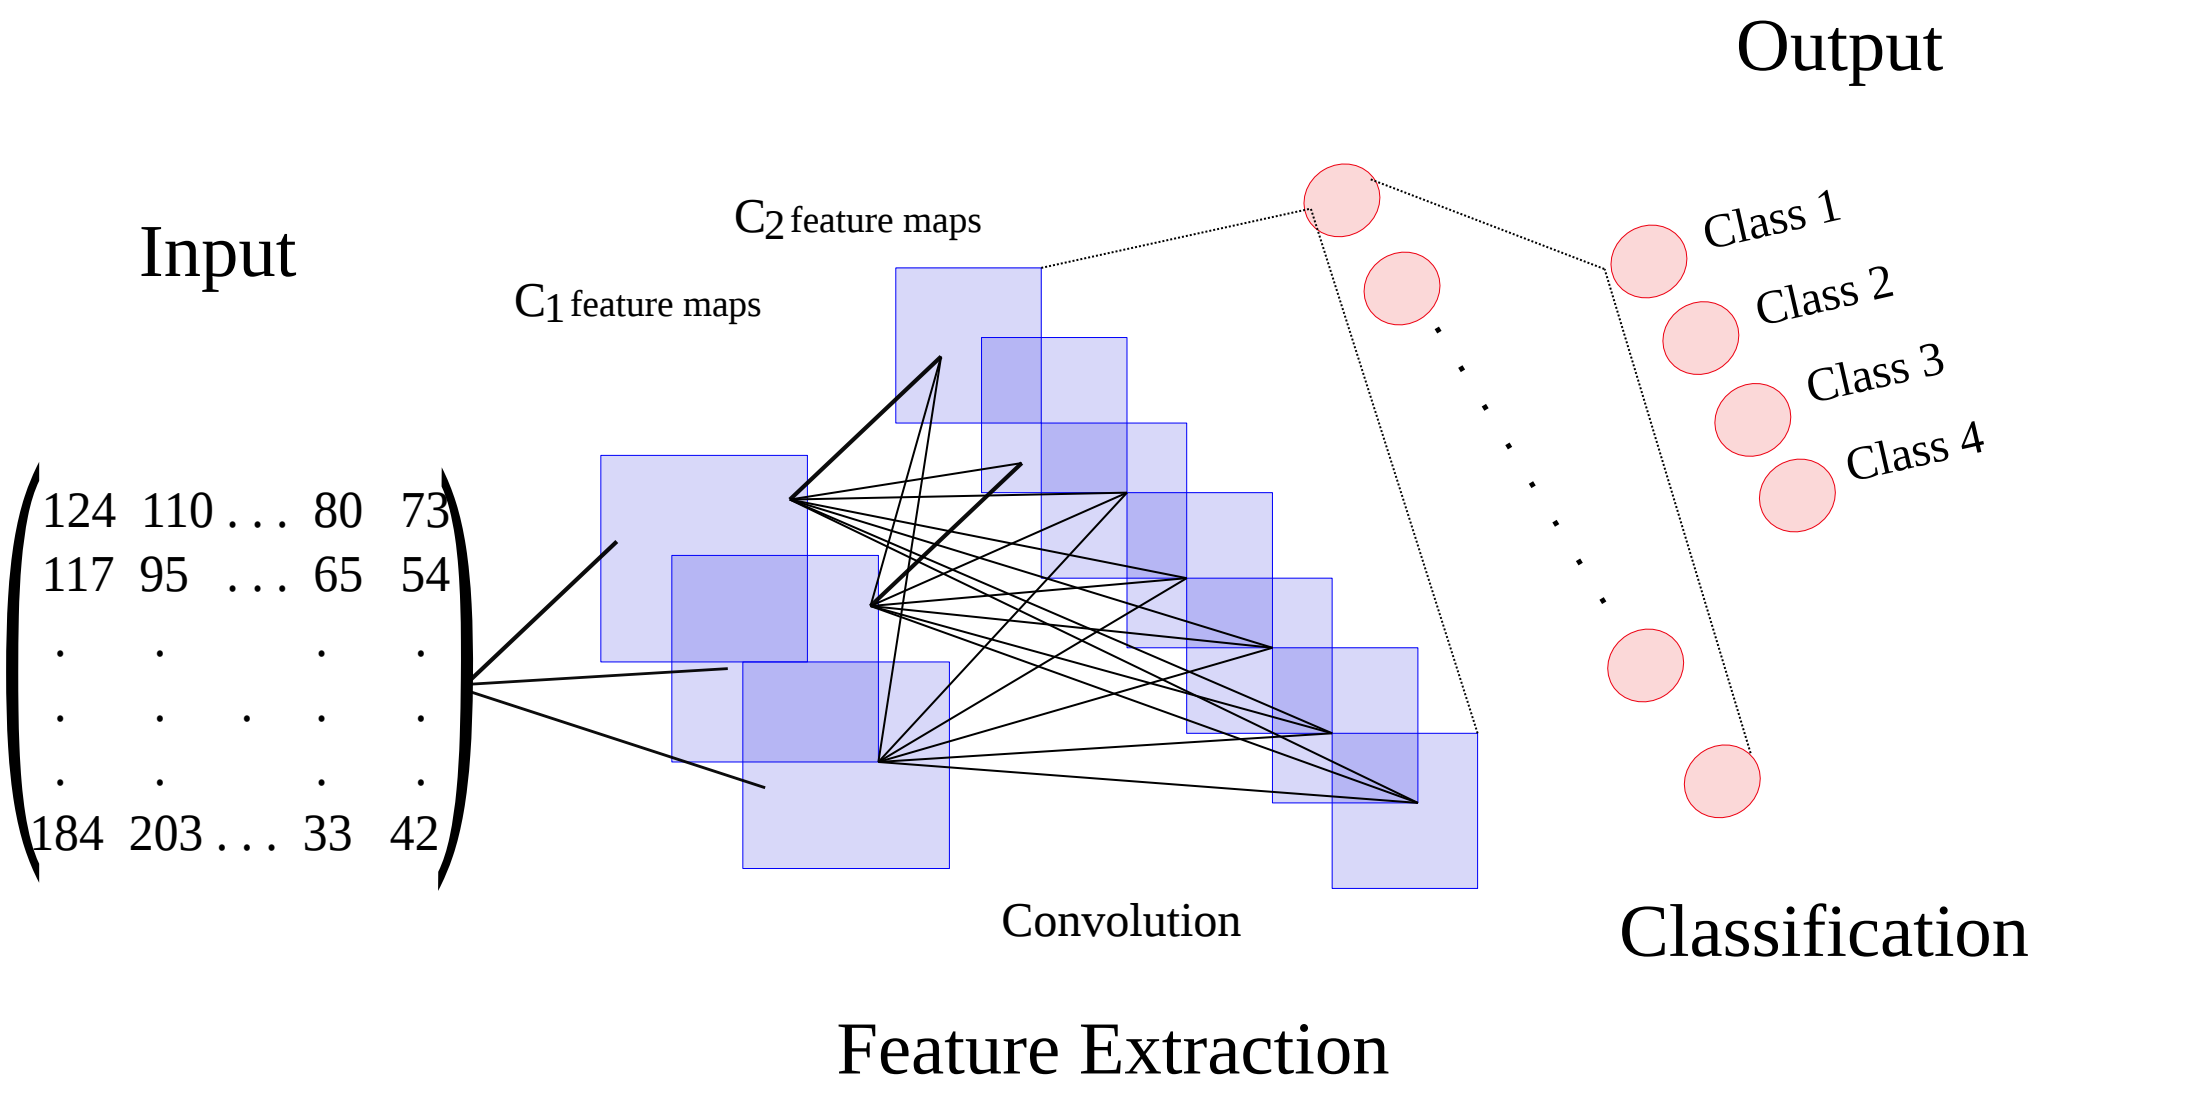 Output
Input
C2 feature maps
C1 feature maps
Class 1
Class 2
Class 3
Class 4
124 110 . . . 80 73
117 95 . . . 65 54
. . . .
. . . . .
. . . .
184 203 . . . 33 42
Convolution
Classification
Feature Extraction